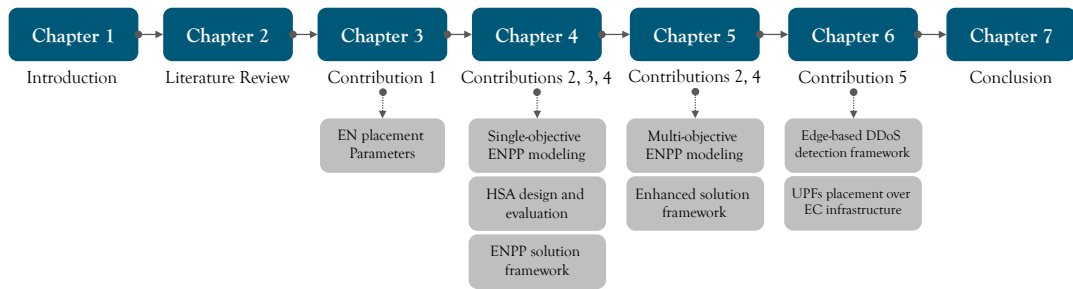 Chapter 1
Chapter 2
Chapter 3
Chapter 4
Chapter 5
Chapter 6
Chapter 7
Introduction
Literature Review
Contribution 1
Contributions 2, 3, 4
Contributions 2, 4
Contribution 5
Conclusion
EN placement
Parameters
Single-objective
ENPP modeling
HSA design and
evaluation
ENPP solution
framework
Multi-objective
ENPP modeling
Enhanced solution
framework
Edge-based DDoS
detection framework
UPFs placement over
EC infrastructure